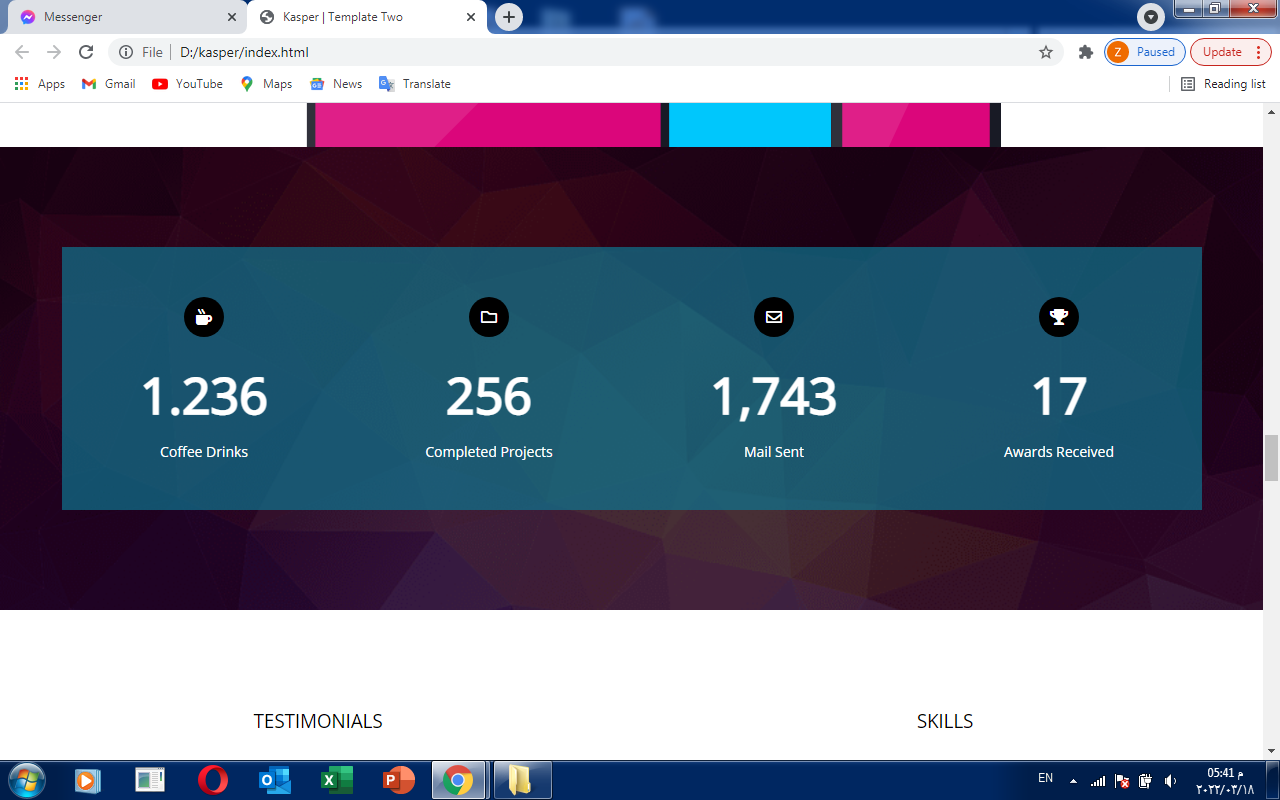 Messenger
Kasper | Template Two
File
D:/kasper/index.html
Z
Paused
Update
Apps
Gmail
YouTube
Maps
News
Translate
Reading list
1.236
256
1,743
17
Coffee Drinks
Completed Projects
Mail Sent
Awards Received
TESTIMONIALS
SKILLS
EN
05:41 م
٢٠٢٢/٠٣/١٨